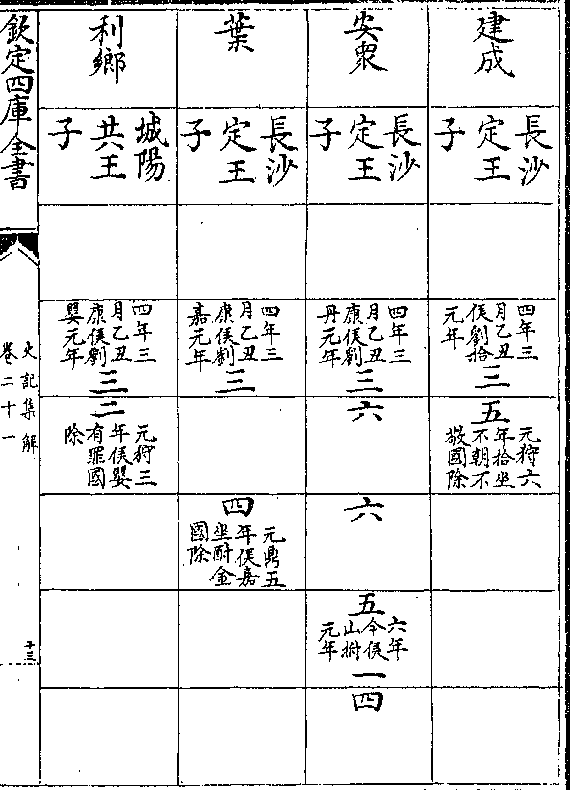 建成
長沙
定王
子
四年三
月乙丑
侯劉拾
元年
三
五
元狩六
年拾坐
不朝不
敬國除
安衆
長沙
定王
子
四年三
月乙丑
康侯劉
丹元年
三
六
六
五
六年
今侯
山拊
元年
一
四
葉
長沙
定王
子
四年三
月乙丑
康侯劉
嘉元年
三
四
元鼎五
年侯嘉
坐酎金
國除
利鄉
城陽
共王
子
四年三
月乙丑
康侯劉
嬰元年
三
二
元狩三
年侯嬰
有罪國
除
欽定四庫全書
史記集解
卷二十一
十三